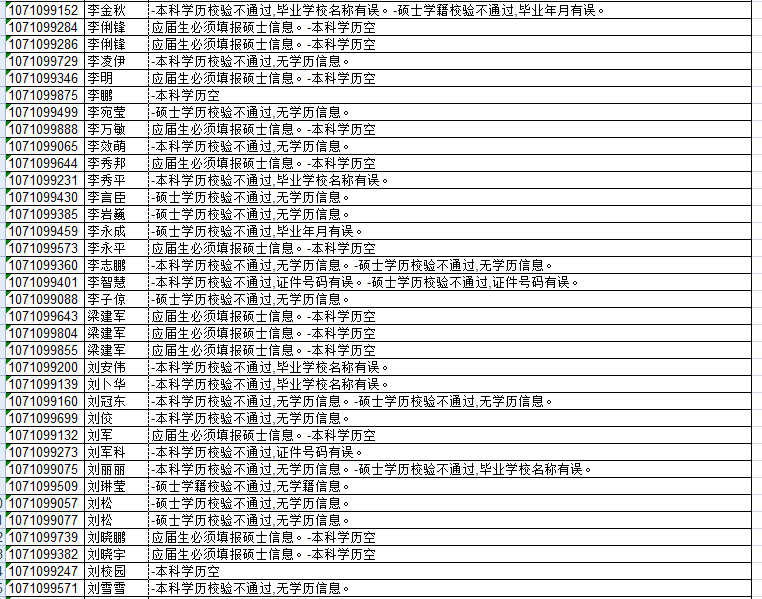 1071099152 李金秋 -本科学历校验不通过,毕业学校名称有误。-硕士学籍校验不通过,毕业年月有误。
1071099284 李俐锋 应届生必须填报硕士信息。-本科学历空
1071099286 李俐锋 应届生必须填报硕士信息。-本科学历空
1071099729 李凌伊 -本科学历校验不通过,无学历信息。
1071099346 李明 应届生必须填报硕士信息。-本科学历空
1071099875 李鹏 -本科学历空
1071099499 李宛莹 -硕士学历校验不通过,无学历信息。
1071099888 李万敏 应届生必须填报硕士信息。-本科学历空
1071099065 李效萌 -本科学历校验不通过,无学历信息。
1071099644 李秀邦 应届生必须填报硕士信息。-本科学历空
1071099231 李秀平 -本科学历校验不通过,毕业学校名称有误。
1071099430 李言臣 -硕士学历校验不通过,无学历信息。
1071099385 李岩巍 -硕士学历校验不通过,无学历信息。
1071099459 李永成 -硕士学历校验不通过,毕业年月有误。
1071099573 李永平 应届生必须填报硕士信息。-本科学历空
1071099360 李志鹏 -本科学历校验不通过,无学历信息。-硕士学历校验不通过,无学历信息。
1071099401 李智慧 -本科学历校验不通过,证件号码有误。-硕士学历校验不通过,证件号码有误。
1071099088 李子倞 -硕士学历校验不通过,无学历信息。
1071099643 梁建军 应届生必须填报硕士信息。-本科学历空
1071099804 梁建军 应届生必须填报硕士信息。-本科学历空
1071099855 梁建军 应届生必须填报硕士信息。-本科学历空
1071099200 刘安伟 -本科学历校验不通过,毕业学校名称有误。
1071099139 刘卜华 -本科学历校验不通过,毕业学校名称有误。
1071099160 刘冠东 -本科学历校验不通过,无学历信息。-硕士学历校验不通过,无学历信息。
1071099699 刘佼 -本科学历校验不通过,无学历信息。
1071099132 刘军 应届生必须填报硕士信息。-本科学历空
1071099273 刘军科 -本科学历校验不通过,证件号码有误。
1071099075 刘丽丽 -本科学历校验不通过,无学历信息。-硕士学历校验不通过,毕业学校名称有误。
1071099509 刘琳莹 -硕士学籍校验不通过,无学籍信息。
1071099057 刘松 -硕士学历校验不通过,无学历信息。
1071099077 刘松 -硕士学历校验不通过,无学历信息。
1071099739 刘晓鹏 应届生必须填报硕士信息。-本科学历空
1071099382 刘晓宇 应届生必须填报硕士信息。-本科学历空
1071099247 刘校园 -本科学历空
1071099571 刘雪雪 -本科学历校验不通过,无学历信息。